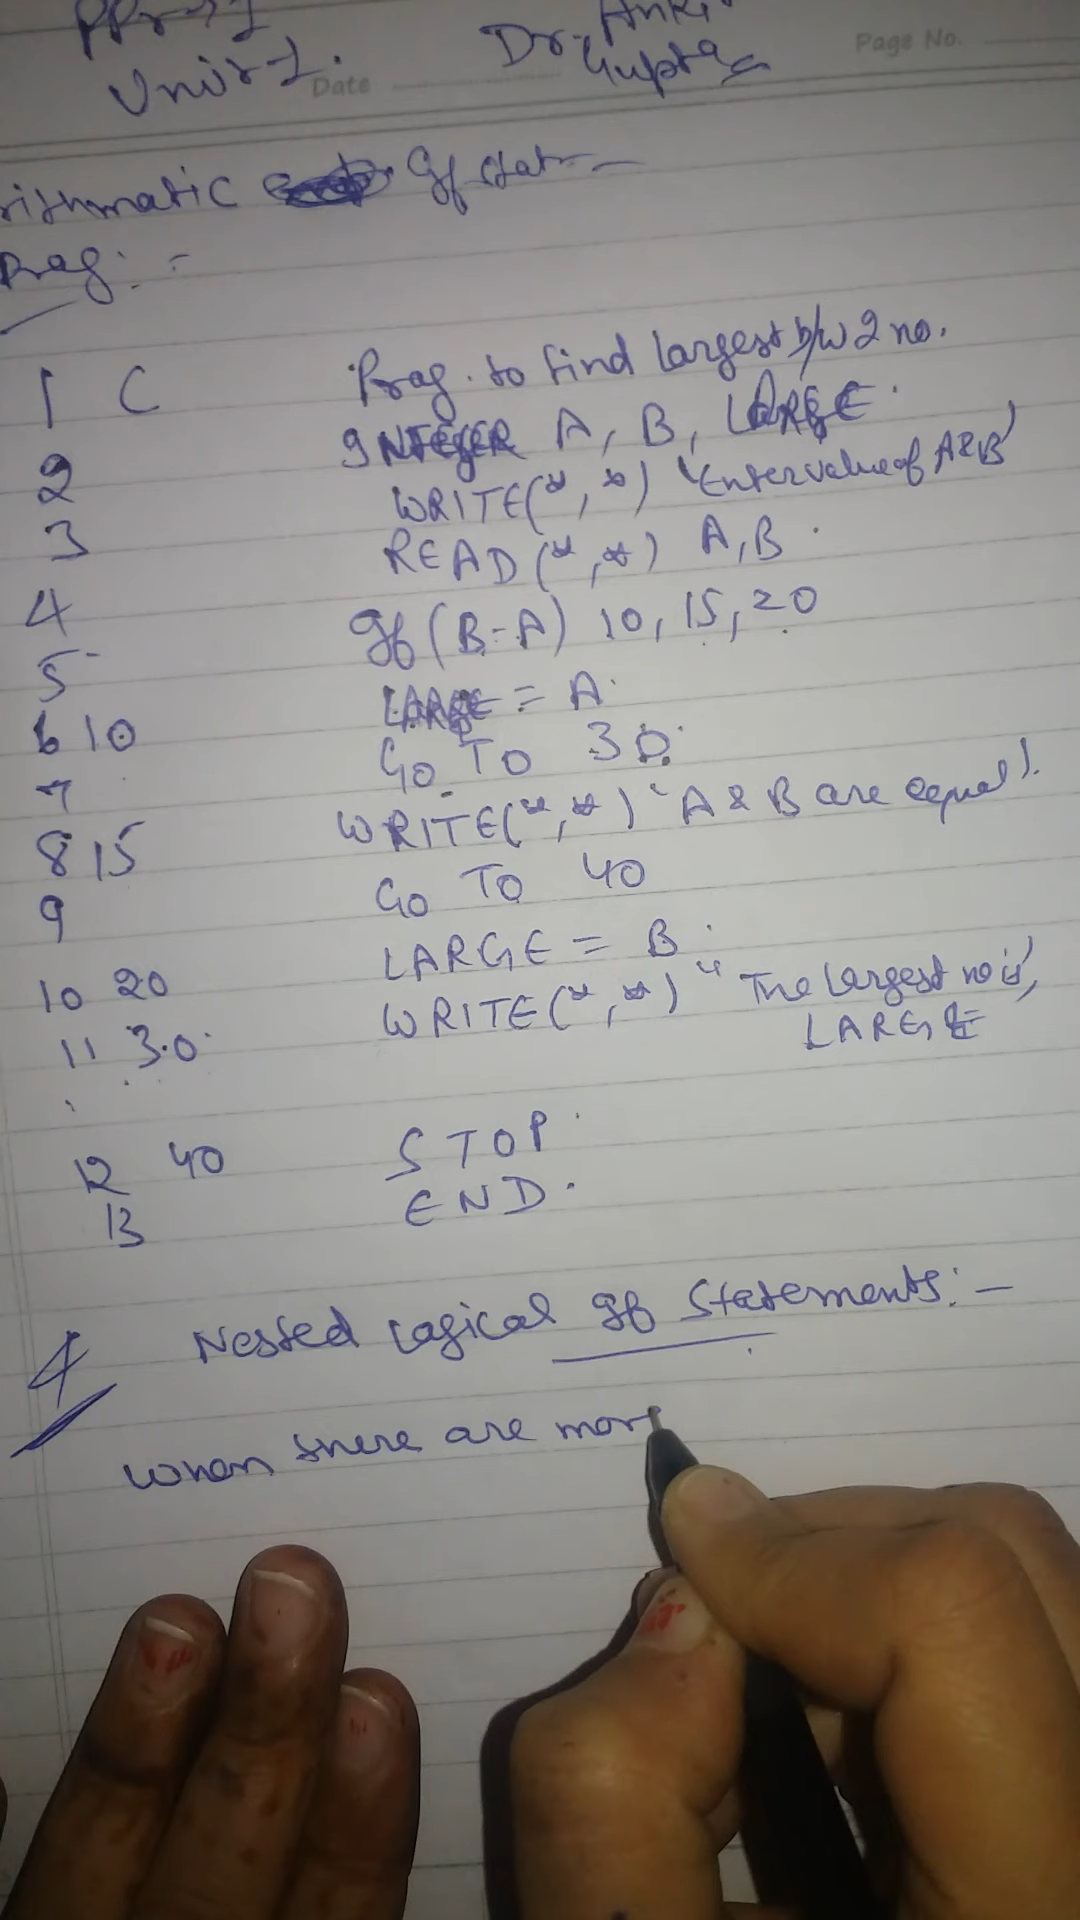 Unit-1.
Dr. Anki
Gupta
Date
Page No.
rithmatic If stat-
Prog: -
1 C Prog. to find largest b/w 2 no.
2 INTEGER A, B, LARGE.
3 WRITE(*,*) 'Enter value of A&B'
4 READ(*,*) A,B.
5 If (B-A) 10, 15, 20
6 10 LARGE = A.
7 GO TO 30.
8 15 WRITE(*,*) 'A & B are equal'.
9 GO TO 40
10 20 LARGE = B.
11 30. WRITE(*,*) "The largest no is',
LARGE
12 40 STOP.
13 END.
4 Nested Logical If Statements:-
When there are more